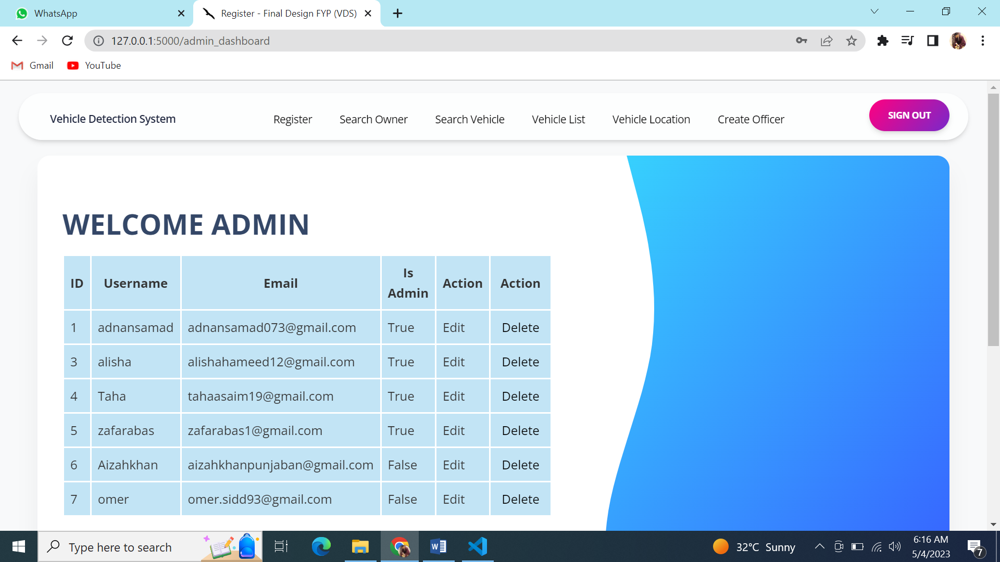 WhatsApp
Register - Final Design FYP (VDS)
127.0.0.1:5000/admin_dashboard
Gmail YouTube
Vehicle Detection System Register Search Owner Search Vehicle Vehicle List Vehicle Location Create Officer SIGN OUT
WELCOME ADMIN
ID Username Email Is Admin Action Action
1 adnansamad adnansamad073@gmail.com True Edit Delete
3 alisha alishahameed12@gmail.com True Edit Delete
4 Taha tahaasaim19@gmail.com True Edit Delete
5 zafarabas zafarabas1@gmail.com True Edit Delete
6 Aizahkhan aizahkhanpunjaban@gmail.com False Edit Delete
7 omer omer.sidd93@gmail.com False Edit Delete
Type here to search
32°C Sunny
6:16 AM
5/4/2023
7